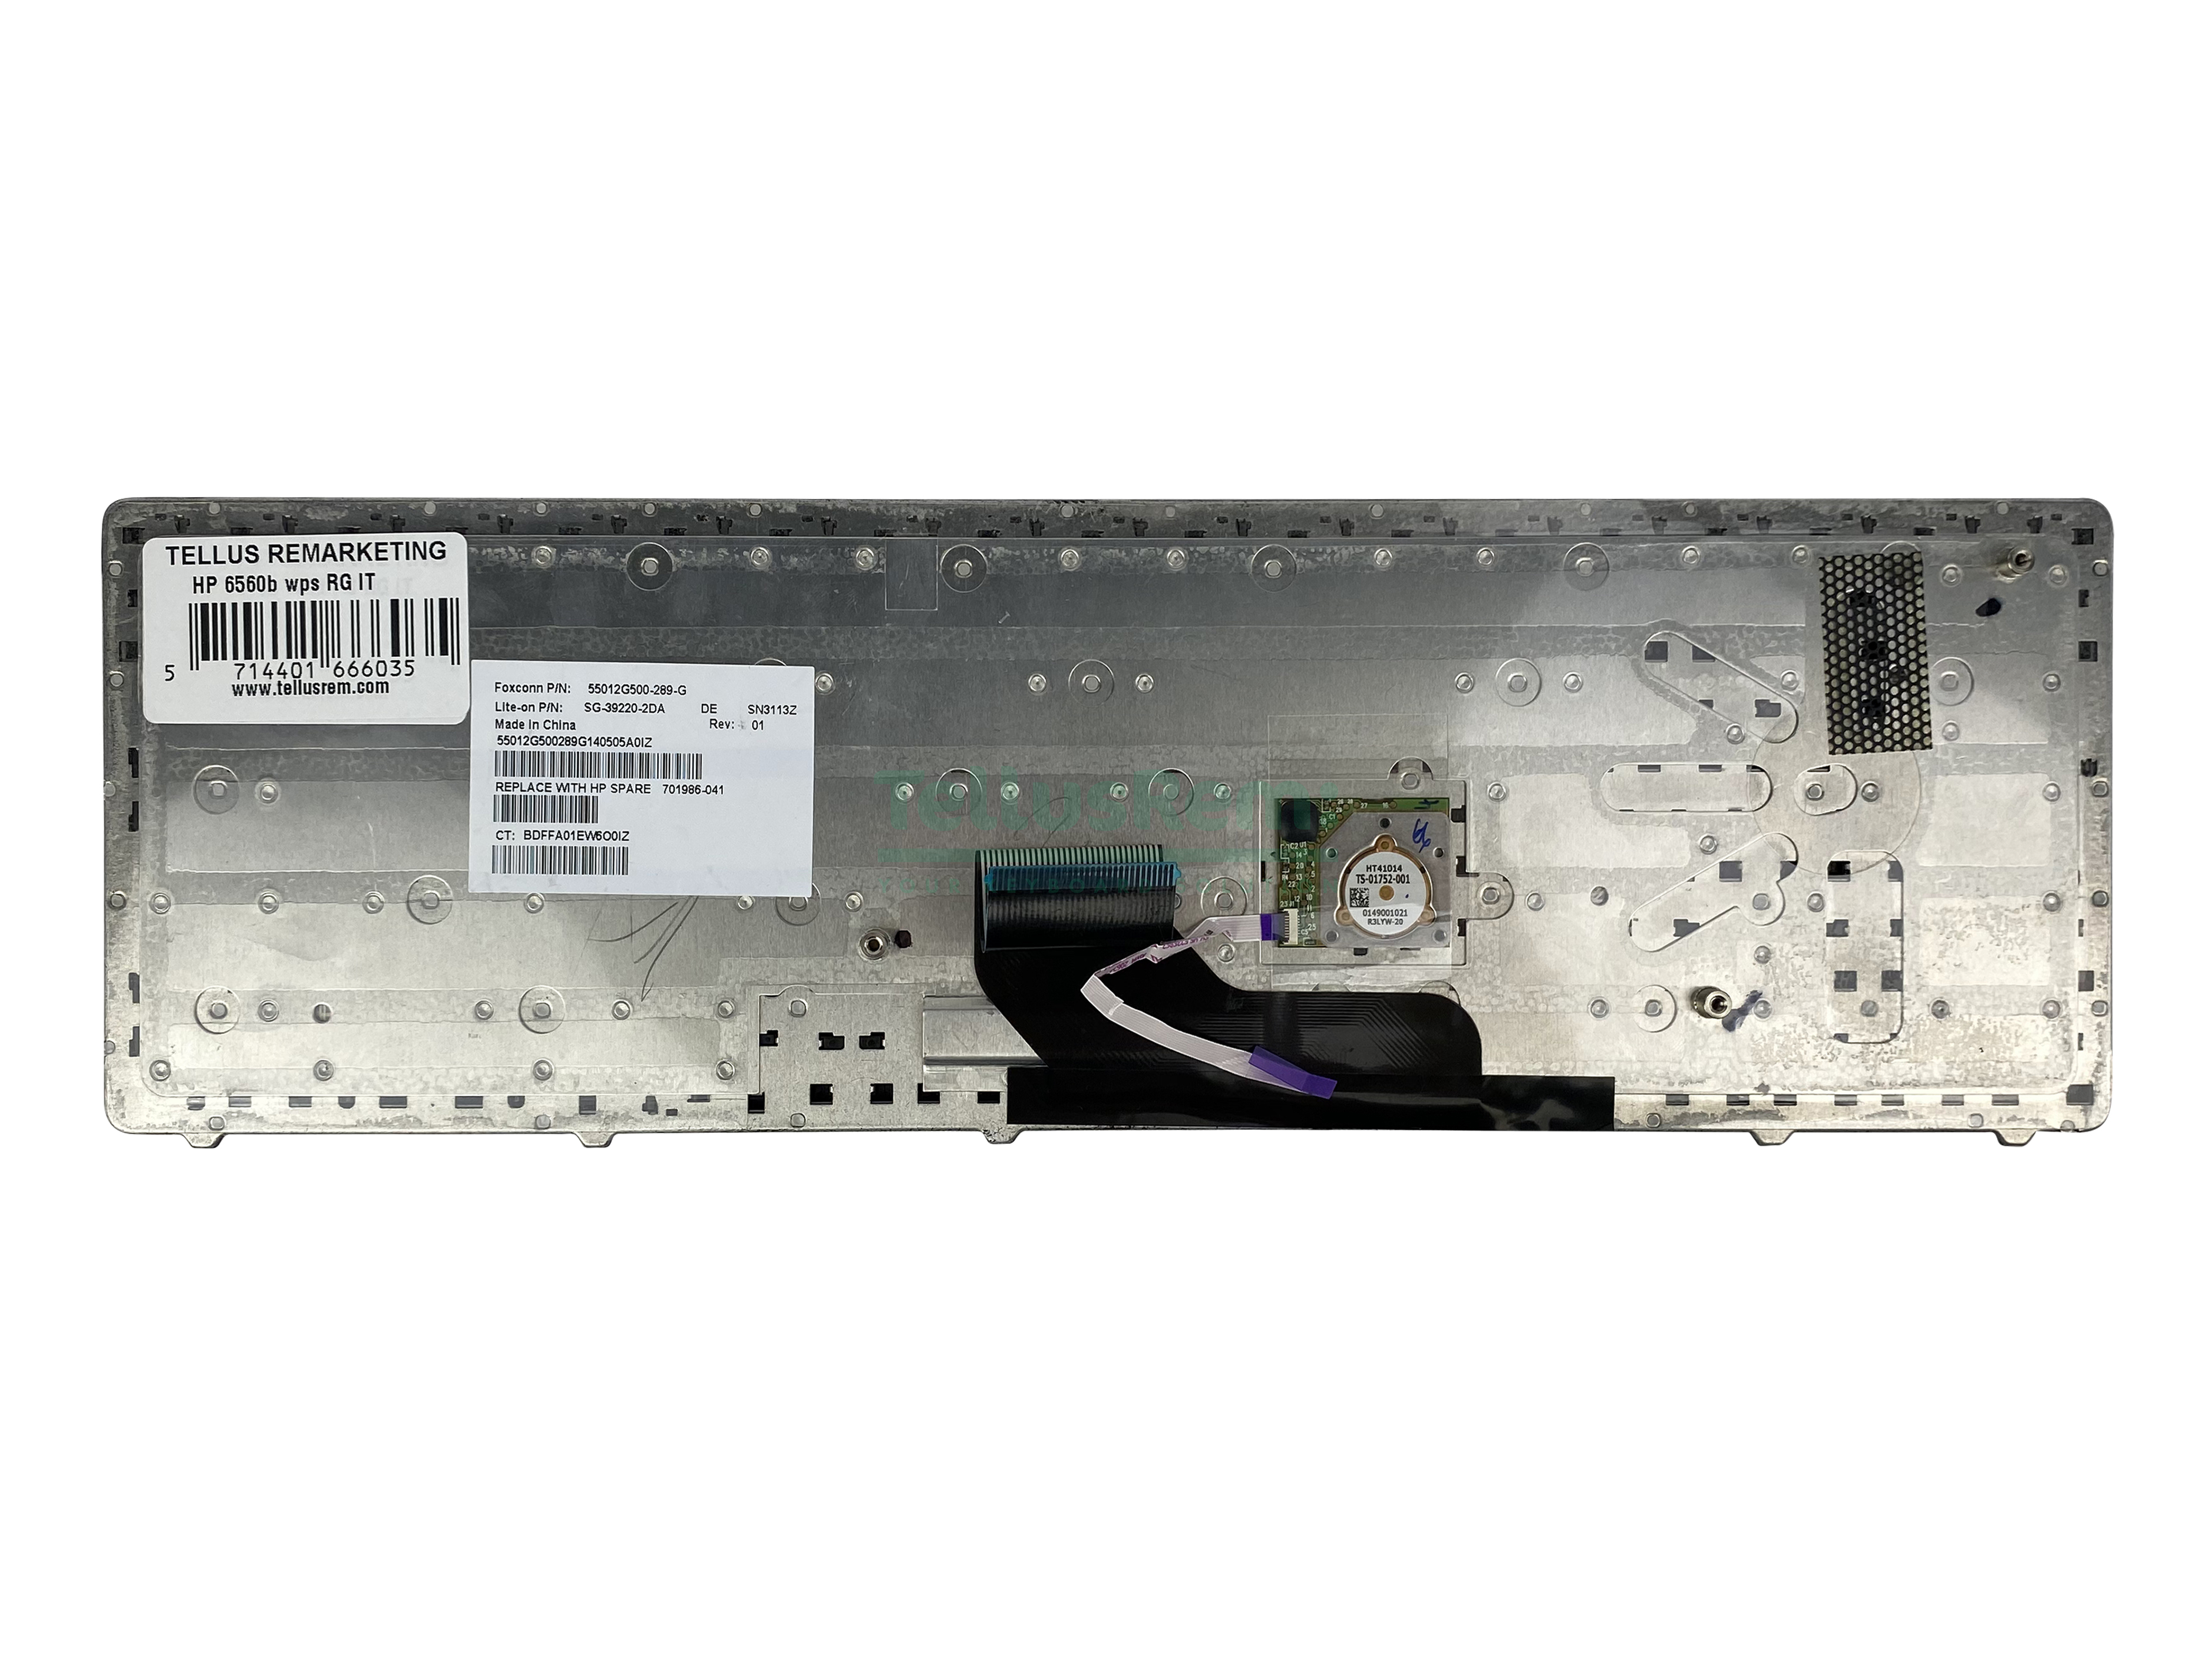 TELLUS REMARKETING
HP 6560b wps RG IT
5 714401 666035
www.tellusrem.com
Foxconn P/N: 55012G500-289-G
Lite-on P/N: SG-39220-2DA DE SN3113Z
Made In China Rev: 01
55012G500289G140505A0IZ
REPLACE WITH HP SPARE 701986-041
CT: BDFFA01EW6O0IZ
TellusRem
HT41014
T5-01752-001
0149001021
R3LYW-20
66